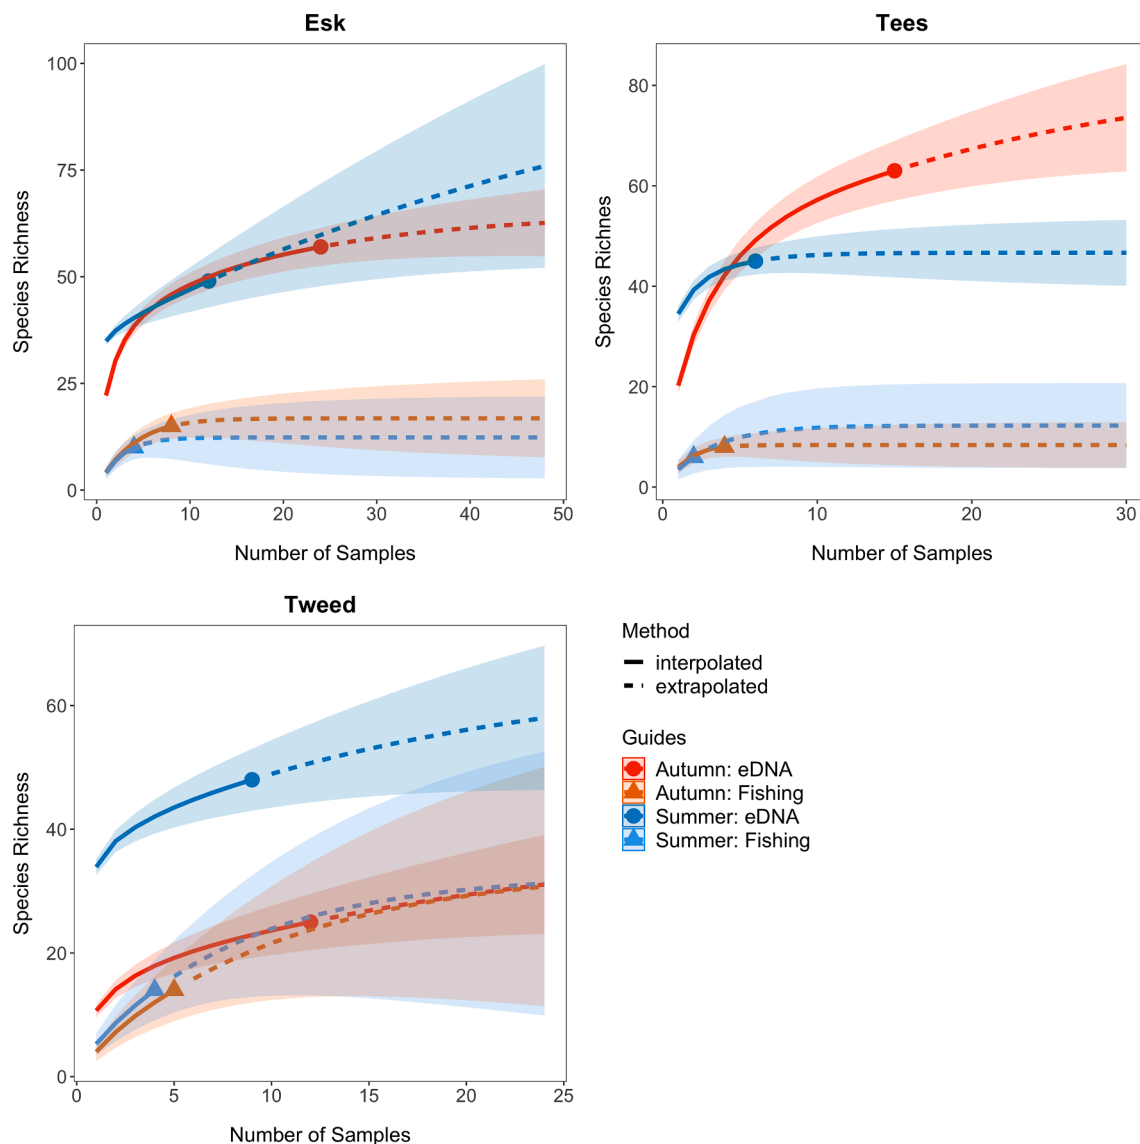 Esk
Species Richness
100
75
50
25
0
0 10 20 30 40 50
Number of Samples
Tees
Species Richnes
80
60
40
20
0
0 10 20 30
Number of Samples
Tweed
Species Richness
60
40
20
0
0 5 10 15 20 25
Number of Samples
Method
interpolated
extrapolated
Guides
Autumn: eDNA
Autumn: Fishing
Summer: eDNA
Summer: Fishing